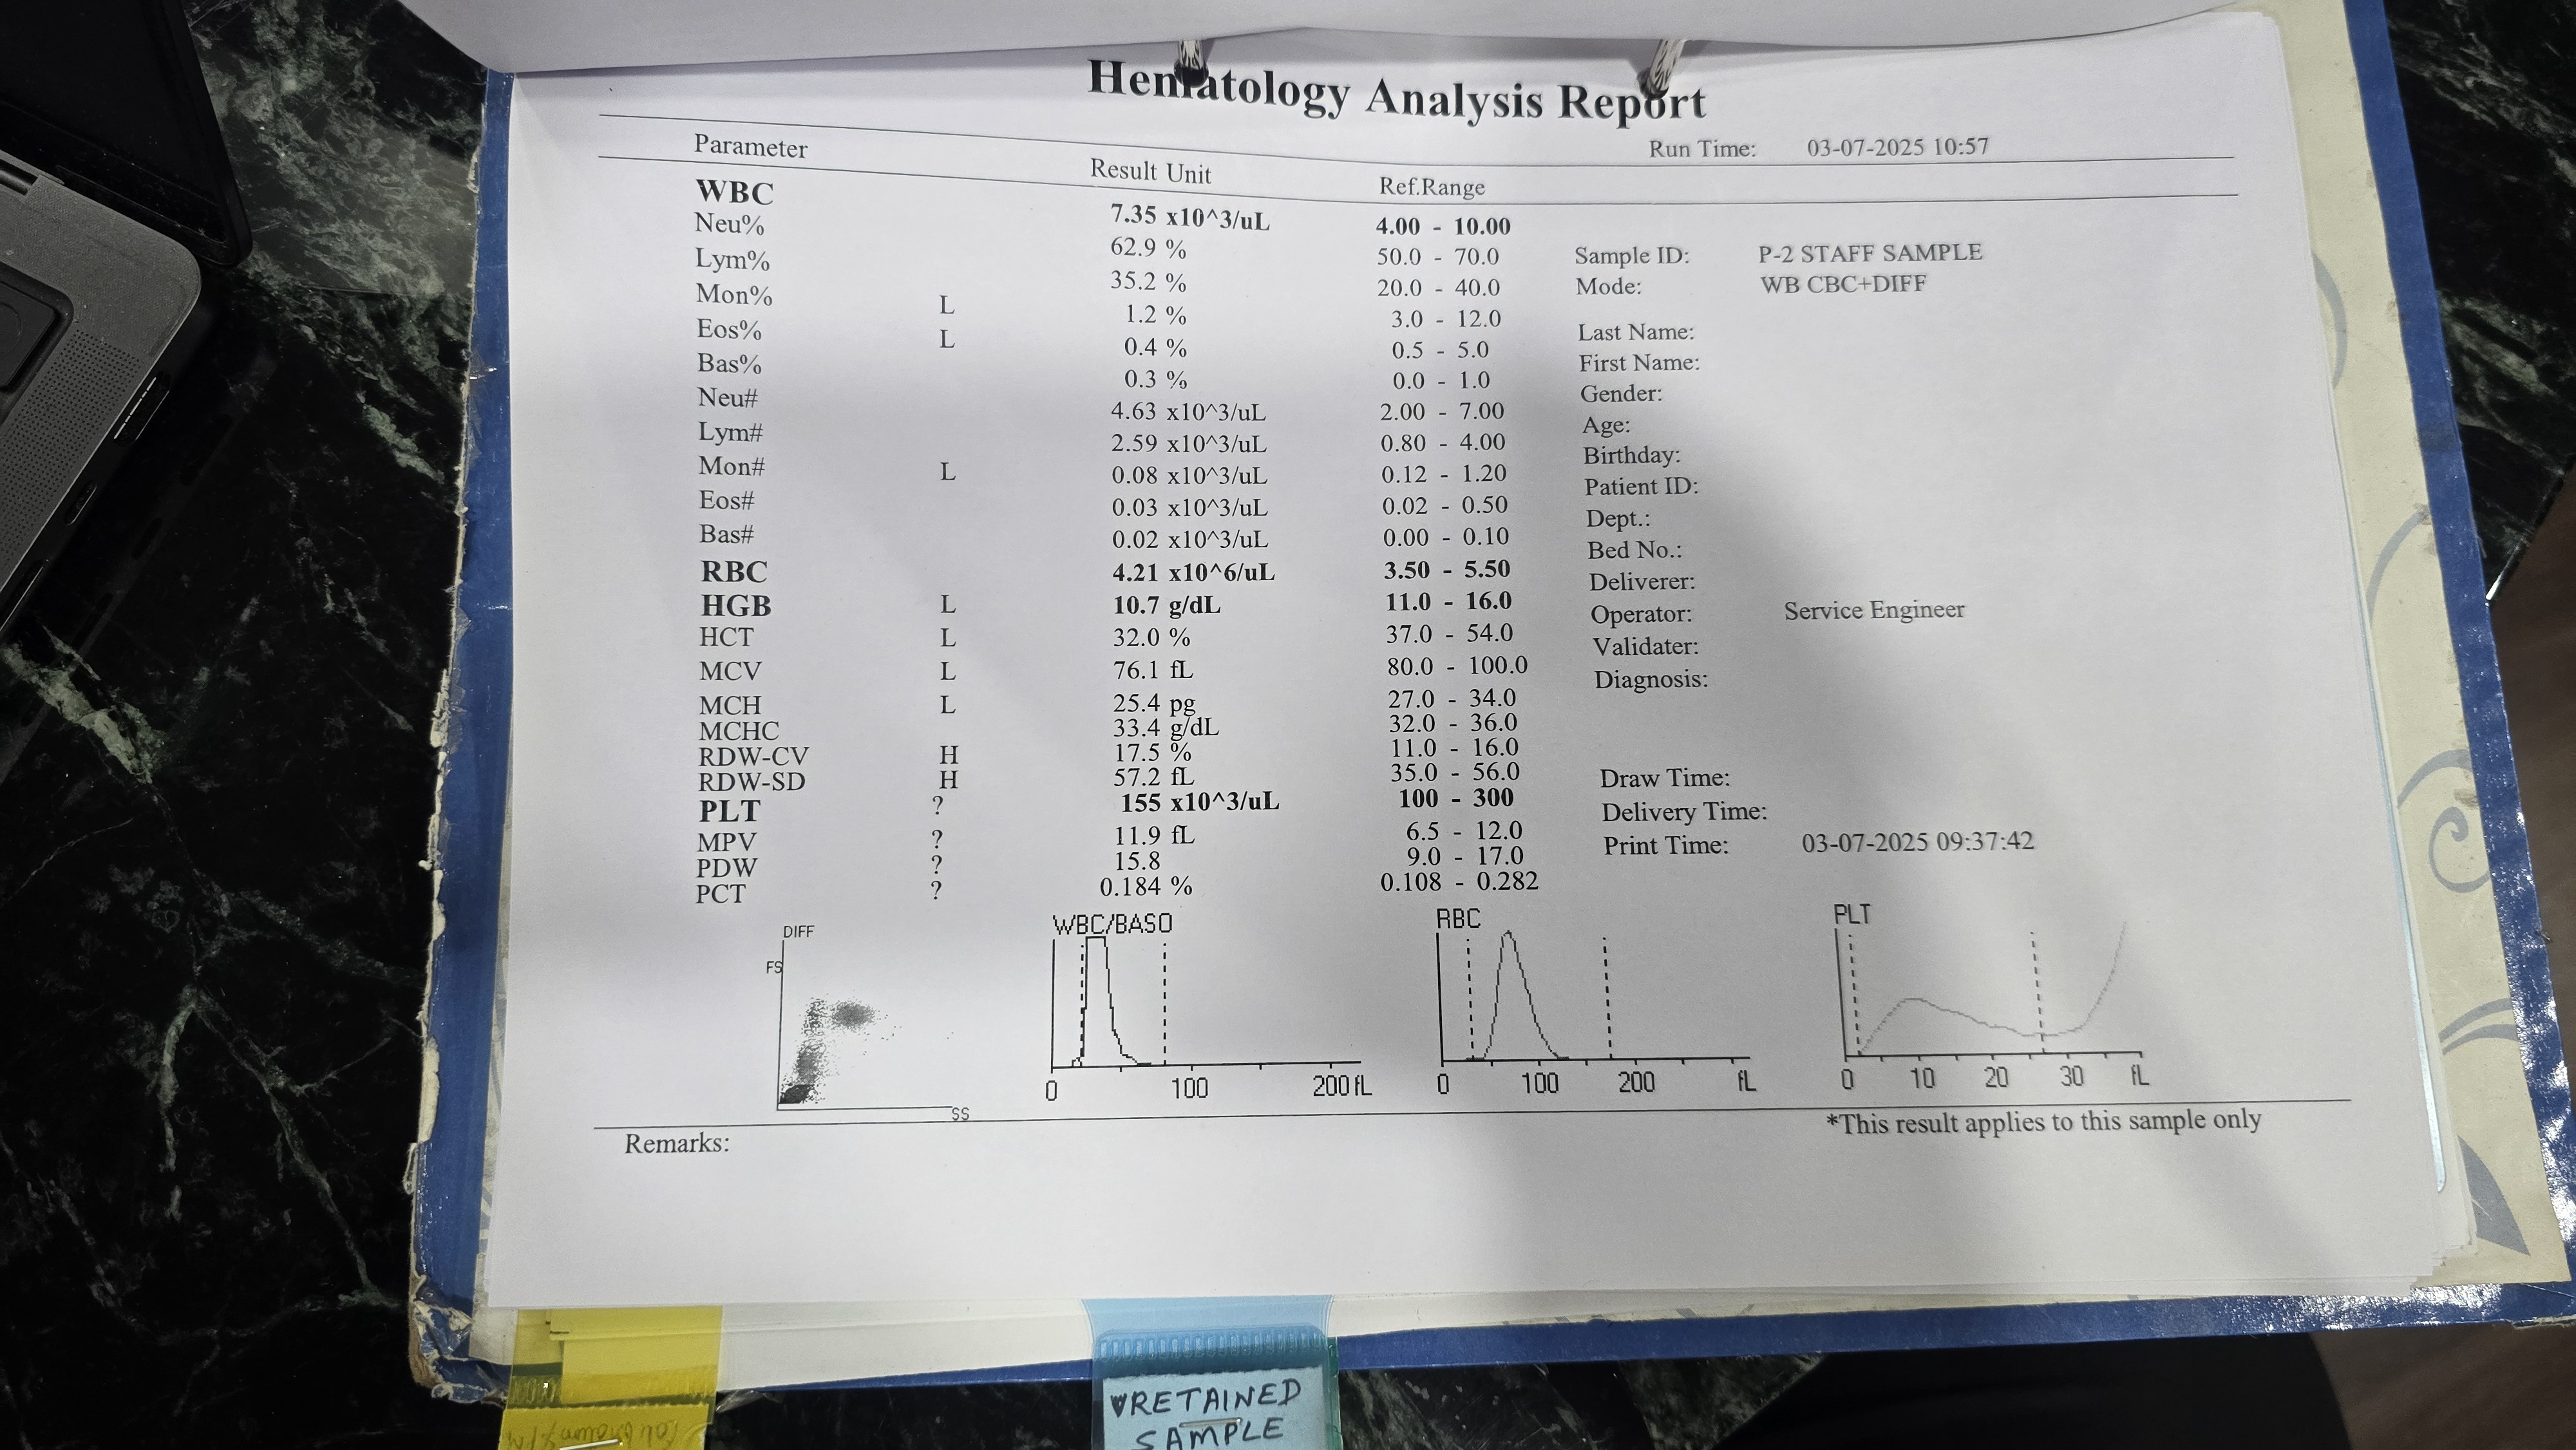 Hematology Analysis Report
Run Time: 03-07-2025 10:57
Parameter Result Unit Ref.Range
WBC 7.35 x10^3/uL 4.00 - 10.00
Neu% 62.9 % 50.0 - 70.0
Lym% 35.2 % 20.0 - 40.0
Mon% L 1.2 % 3.0 - 12.0
Eos% L 0.4 % 0.5 - 5.0
Bas% 0.3 % 0.0 - 1.0
Neu# 4.63 x10^3/uL 2.00 - 7.00
Lym# 2.59 x10^3/uL 0.80 - 4.00
Mon# L 0.08 x10^3/uL 0.12 - 1.20
Eos# 0.03 x10^3/uL 0.02 - 0.50
Bas# 0.02 x10^3/uL 0.00 - 0.10
RBC 4.21 x10^6/uL 3.50 - 5.50
HGB L 10.7 g/dL 11.0 - 16.0
HCT L 32.0 % 37.0 - 54.0
MCV L 76.1 fL 80.0 - 100.0
MCH L 25.4 pg 27.0 - 34.0
MCHC 33.4 g/dL 32.0 - 36.0
RDW-CV H 17.5 % 11.0 - 16.0
RDW-SD H 57.2 fL 35.0 - 56.0
PLT ? 155 x10^3/uL 100 - 300
MPV ? 11.9 fL 6.5 - 12.0
PDW ? 15.8 9.0 - 17.0
PCT ? 0.184 % 0.108 - 0.282
Sample ID: P-2 STAFF SAMPLE
Mode: WB CBC+DIFF
Last Name:
First Name:
Gender:
Age:
Birthday:
Patient ID:
Dept.:
Bed No.:
Deliverer:
Operator: Service Engineer
Validater:
Diagnosis:
Draw Time:
Delivery Time:
Print Time: 03-07-2025 09:37:42
DIFF
FS
SS
WBC/BASO
0 100 200 fL
RBC
0 100 200 fL
PLT
0 10 20 30 fL
Remarks:
*This result applies to this sample only
RETAINED
SAMPLE